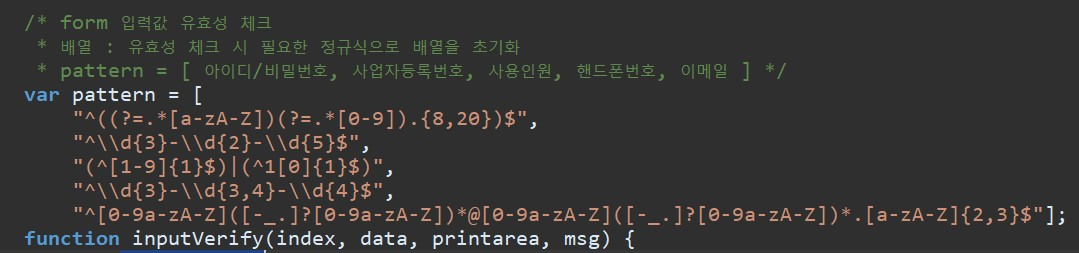 /* form 입력값 유효성 체크
 * 배열 : 유효성 체크 시 필요한 정규식으로 배열을 초기화
 * pattern = [ 아이디/비밀번호, 사업자등록번호, 사용인원, 핸드폰번호, 이메일 ] */
var pattern = [
    "^((?=.*[a-zA-Z])(?=.*[0-9]).{8,20})$",
    "^\\d{3}-\\d{2}-\\d{5}$",
    "(^[1-9]{1}$)|(^1[0]{1}$)",
    "^\\d{3}-\\d{3,4}-\\d{4}$",
    "^[0-9a-zA-Z]([-_.]?[0-9a-zA-Z])*@[0-9a-zA-Z]([-_.]?[0-9a-zA-Z])*.[a-zA-Z]{2,3}$"];
function inputVerify(index, data, printarea, msg) {